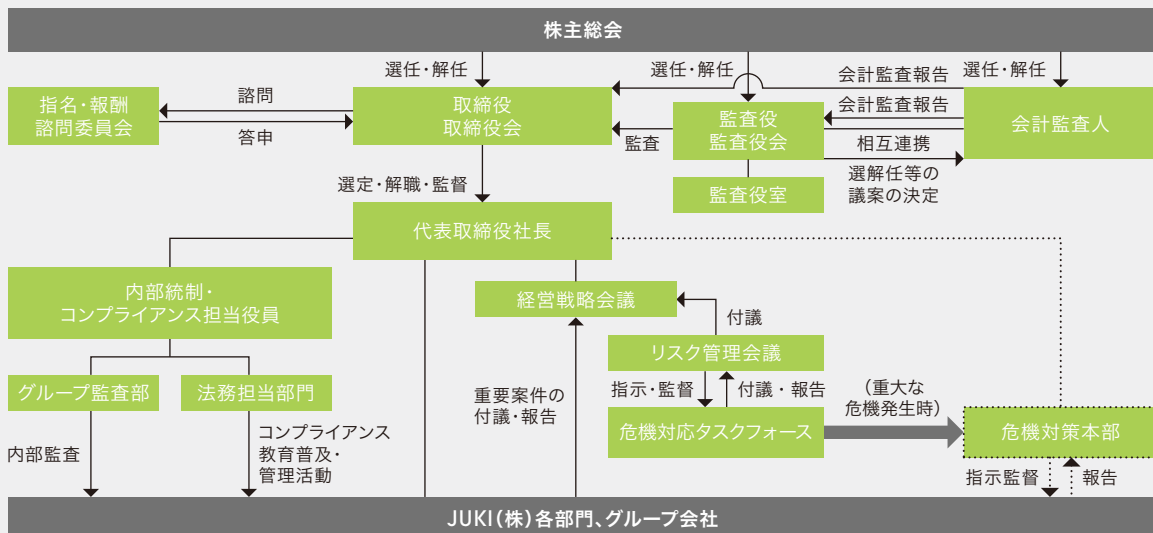 株主総会
選任・解任
選任・解任
会計監査報告
選任・解任
指名・報酬
諮問委員会
諮問
答申
取締役
取締役会
監査
監査役
監査役会
会計監査報告
相互連携
会計監査人
選解任等の
議案の決定
監査役室
選定・解職・監督
代表取締役社長
内部統制・
コンプライアンス担当役員
経営戦略会議
付議
リスク管理会議
グループ監査部
法務担当部門
重要案件の
付議・報告
指示・監督
付議・報告
(重大な
危機発生時)
危機対応タスクフォース
危機対策本部
内部監査
コンプライアンス
教育普及・
管理活動
指示監督
報告
JUKI(株)各部門、グループ会社